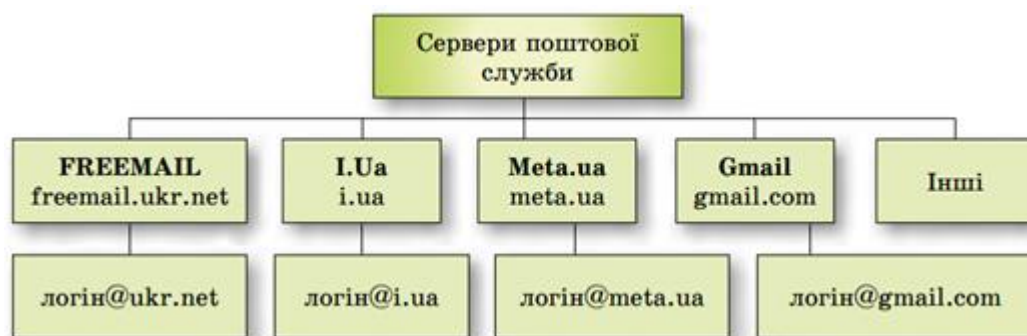 Сервери поштової
служби
FREEMAIL
freemail.ukr.net
I.Ua
i.ua
Meta.ua
meta.ua
Gmail
gmail.com
Інші
логін@ukr.net
логін@i.ua
логін@meta.ua
логін@gmail.com